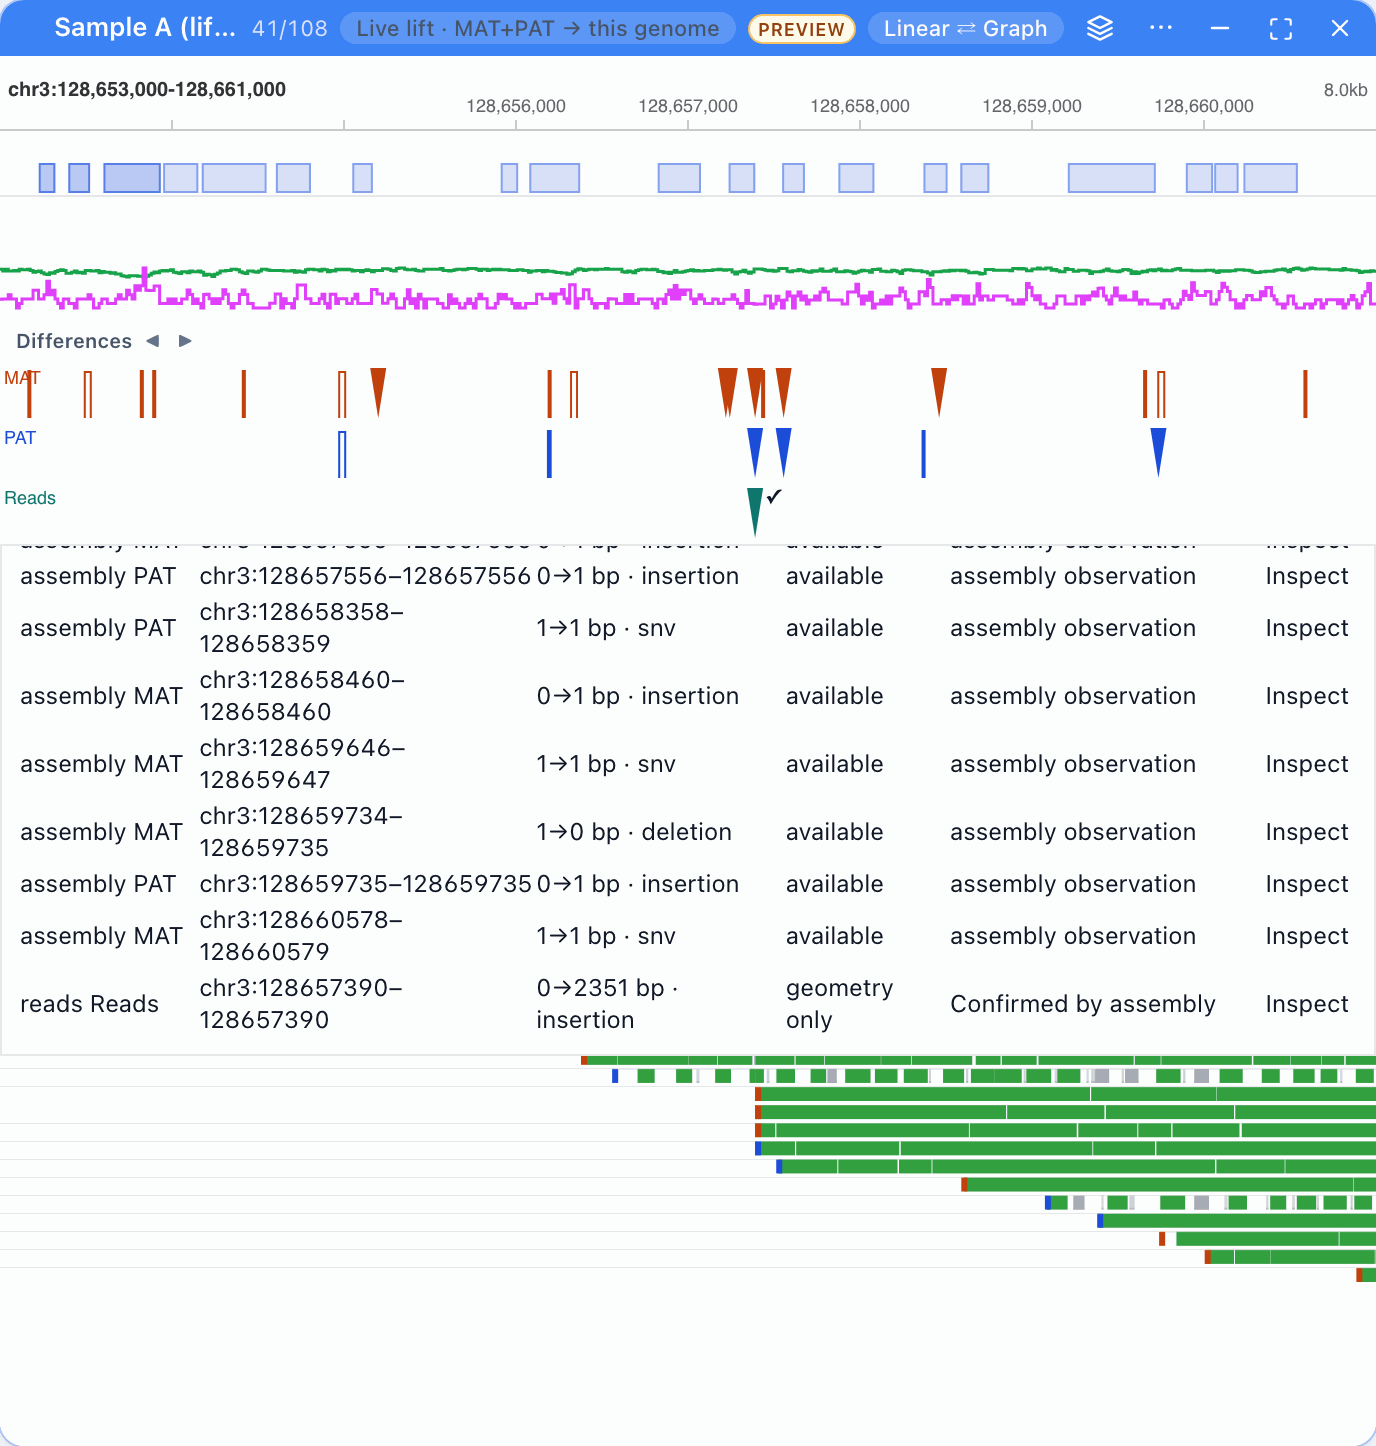 Sample A (lif... 41/108 Live lift · MAT+PAT → this genome PREVIEW Linear ⇌ Graph
chr3:128,653,000-128,661,000
8.0kb
128,656,000 128,657,000 128,658,000 128,659,000 128,660,000
Differences
MAT
PAT
Reads
assembly PAT chr3:128657556–128657556 0→1 bp · insertion available assembly observation Inspect
assembly PAT chr3:128658358–128658359 1→1 bp · snv available assembly observation Inspect
assembly MAT chr3:128658460–128658460 0→1 bp · insertion available assembly observation Inspect
assembly MAT chr3:128659646–128659647 1→1 bp · snv available assembly observation Inspect
assembly MAT chr3:128659734–128659735 1→0 bp · deletion available assembly observation Inspect
assembly PAT chr3:128659735–128659735 0→1 bp · insertion available assembly observation Inspect
assembly MAT chr3:128660578–128660579 1→1 bp · snv available assembly observation Inspect
reads Reads chr3:128657390–128657390 0→2351 bp · insertion geometry only Confirmed by assembly Inspect